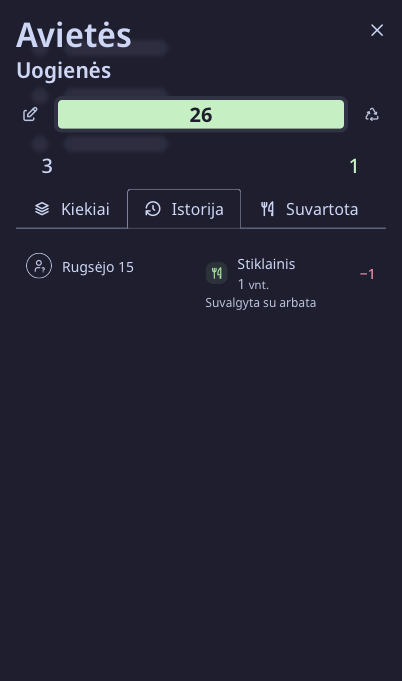 Avietės
Uogienės
26
3 1
Kiekiai Istorija Suvartota
Rugsėjo 15 Stiklainis −1
1 vnt.
Suvalgyta su arbata